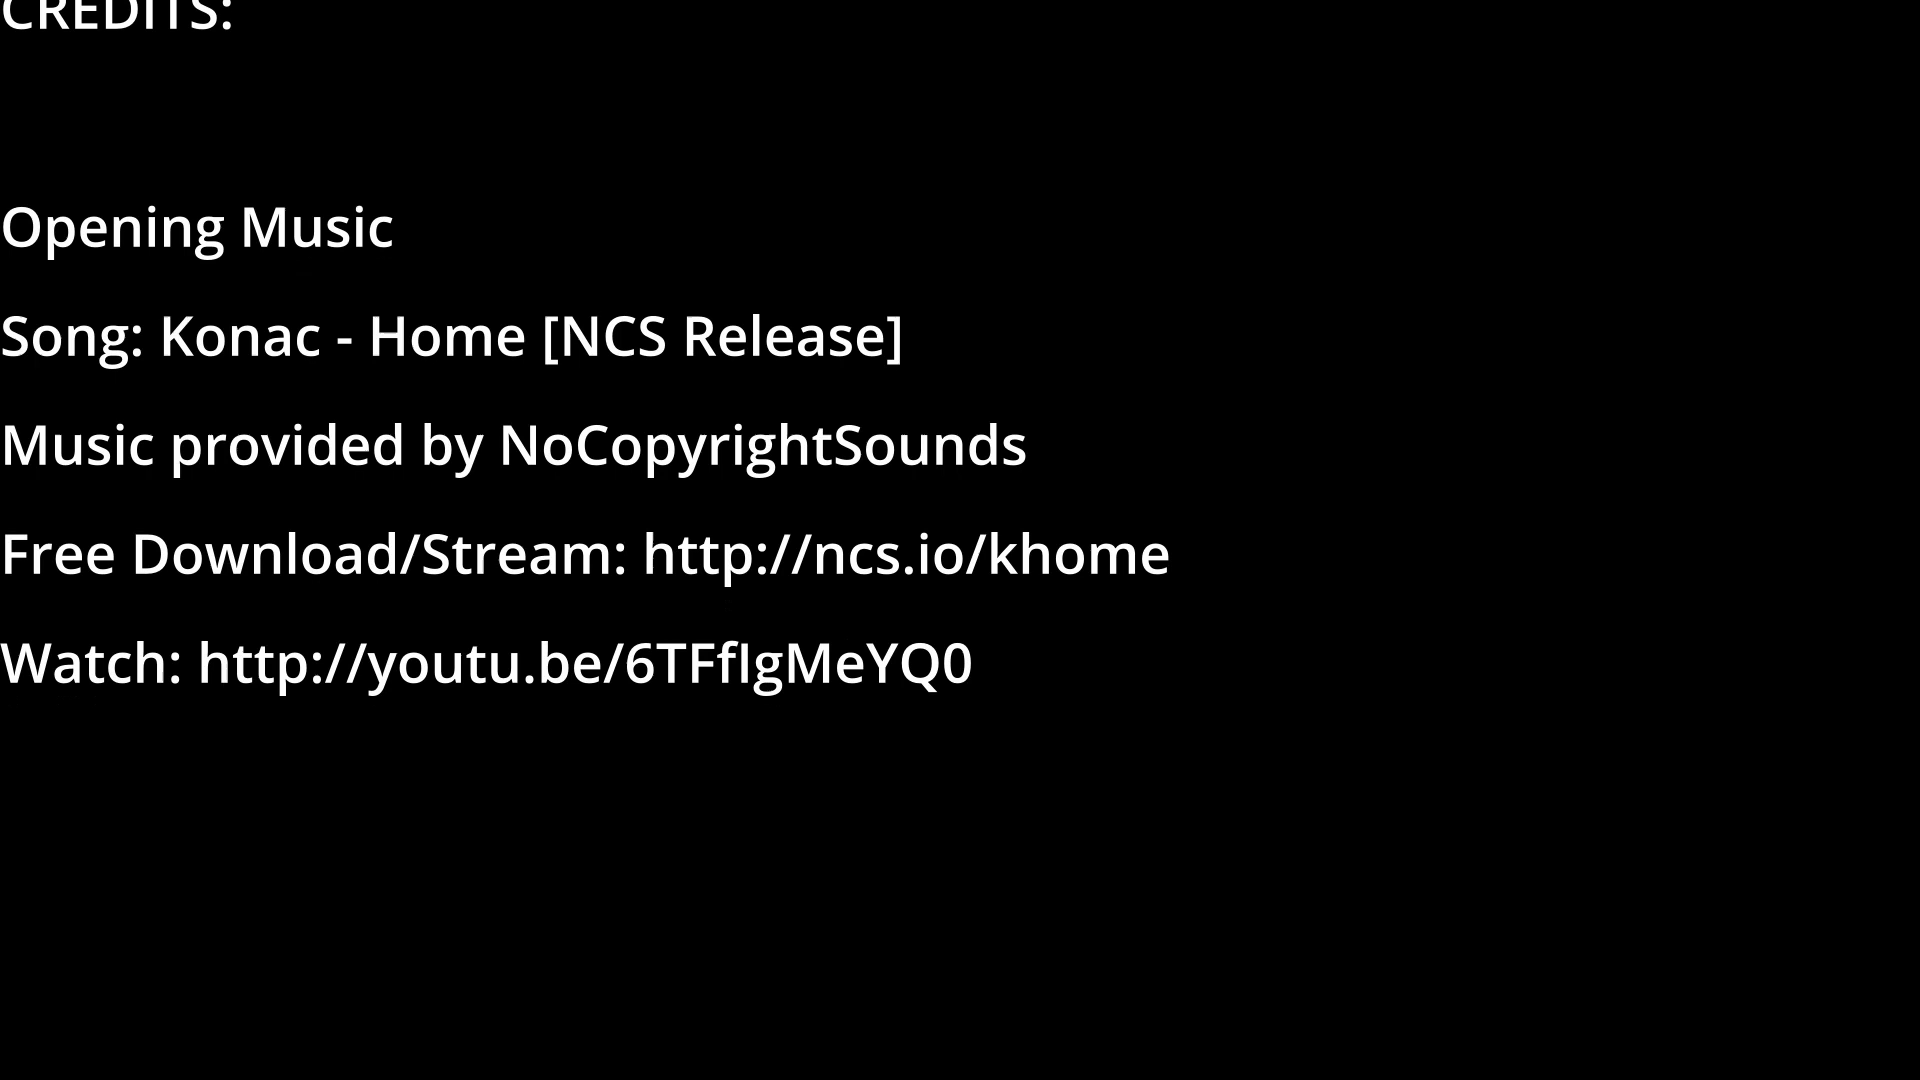 CREDITS:
Opening Music
Song: Konac - Home [NCS Release]
Music provided by NoCopyrightSounds
Free Download/Stream: http://ncs.io/khome
Watch: http://youtu.be/6TFfIgMeYQ0